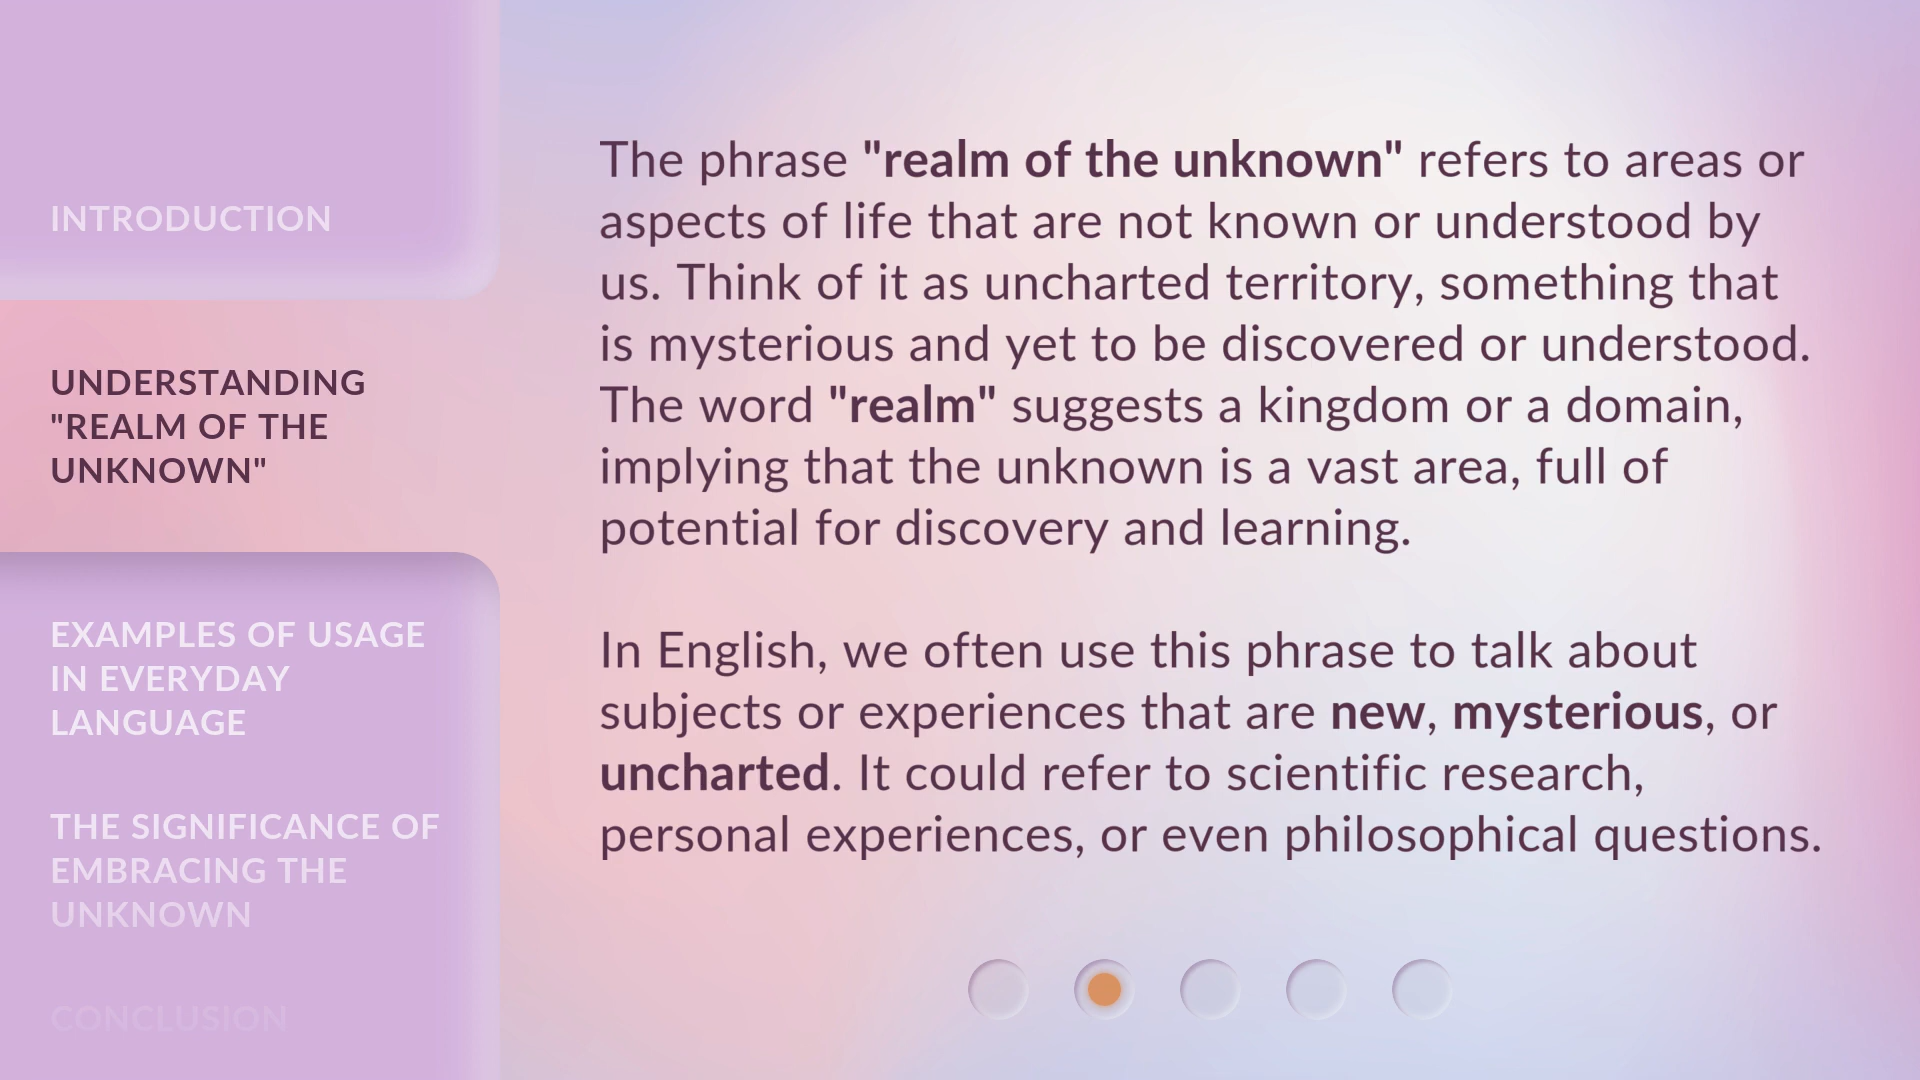 INTRODUCTION
UNDERSTANDING
"REALM OF THE
UNKNOWN"
EXAMPLES OF USAGE
IN EVERYDAY
LANGUAGE
THE SIGNIFICANCE OF
EMBRACING THE
UNKNOWN
CONCLUSION
The phrase "realm of the unknown" refers to areas or
aspects of life that are not known or understood by
us. Think of it as uncharted territory, something that
is mysterious and yet to be discovered or understood.
The word "realm" suggests a kingdom or a domain,
implying that the unknown is a vast area, full of
potential for discovery and learning.
In English, we often use this phrase to talk about
subjects or experiences that are new, mysterious, or
uncharted. It could refer to scientific research,
personal experiences, or even philosophical questions.